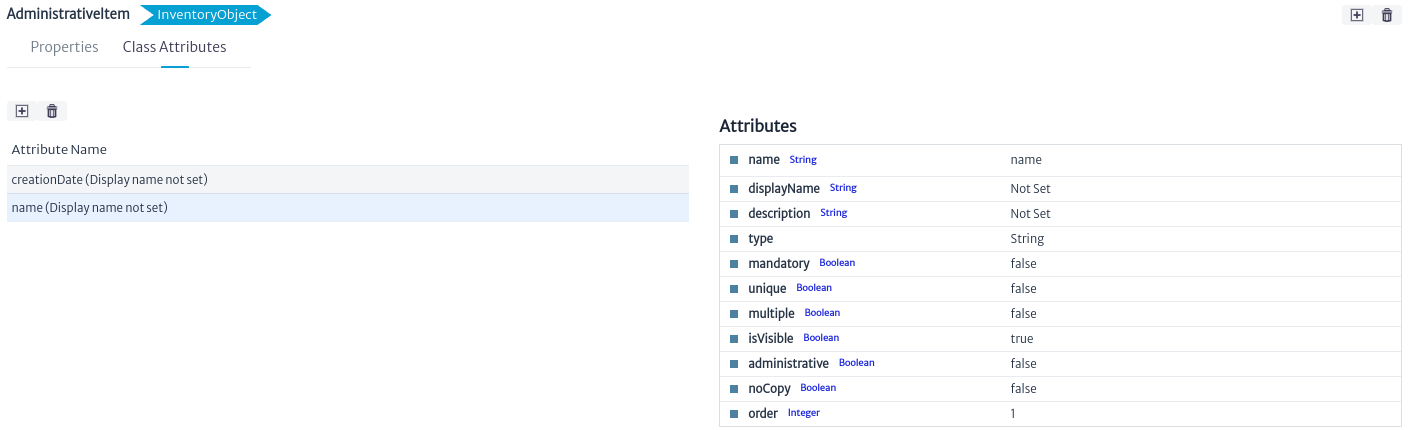 AdministrativeItem InventoryObject
Properties Class Attributes
Attribute Name
creationDate (Display name not set)
name (Display name not set)
Attributes
name String name
displayName String Not Set
description String Not Set
type String
mandatory Boolean false
unique Boolean false
multiple Boolean false
isVisible Boolean true
administrative Boolean false
noCopy Boolean false
order Integer 1